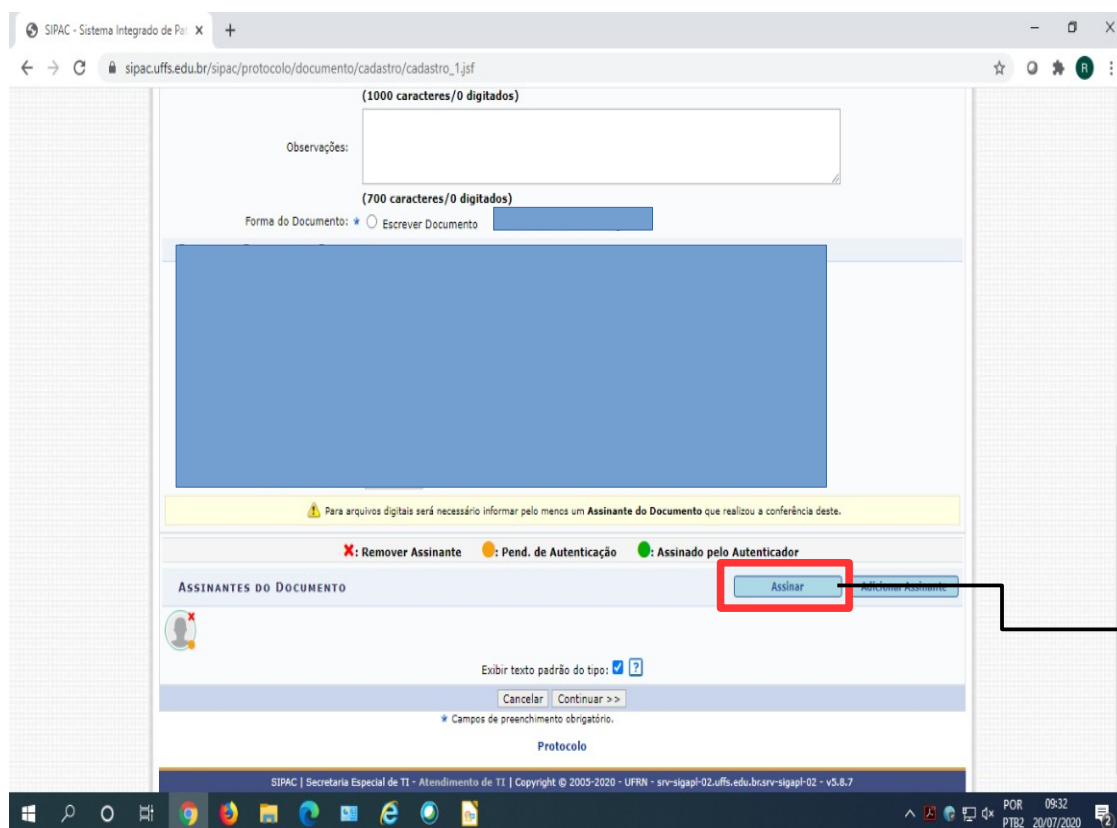 SIPAC - Sistema Integrado de Pat
sipac.uffs.edu.br/sipac/protocolo/documento/cadastro/cadastro_1.jsf
R
(1000 caracteres/0 digitados)
Observações:
(700 caracteres/0 digitados)
Forma do Documento: * Escrever Documento
Para arquivos digitais será necessário informar pelo menos um Assinante do Documento que realizou a conferência deste.
X: Remover Assinante : Pend. de Autenticação : Assinado pelo Autenticador
ASSINANTES DO DOCUMENTO Assinar Adicionar Assinante
Exibir texto padrão do tipo: ?
Cancelar Continuar >>
* Campos de preenchimento obrigatório.
Protocolo
SIPAC | Secretaria Especial de TI - Atendimento de TI | Copyright © 2005-2020 - UFRN - srv-sigapl-02.uffs.edu.br.srv-sigapl-02 - v5.8.7
POR 09:32
PTB2 20/07/2020 2